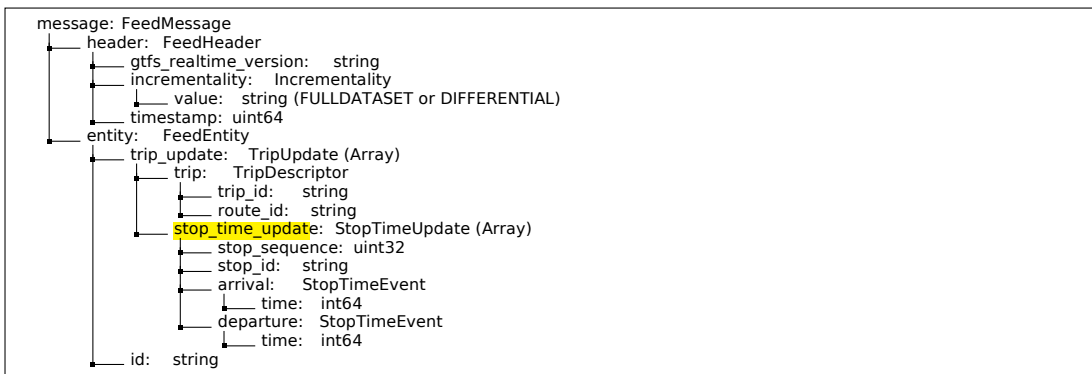 message: FeedMessage
header: FeedHeader
gtfs_realtime_version: string
incrementality: Incrementality
value: string (FULLDATASET or DIFFERENTIAL)
timestamp: uint64
entity: FeedEntity
trip_update: TripUpdate (Array)
trip: TripDescriptor
trip_id: string
route_id: string
stop_time_update: StopTimeUpdate (Array)
stop_sequence: uint32
stop_id: string
arrival: StopTimeEvent
time: int64
departure: StopTimeEvent
time: int64
id: string